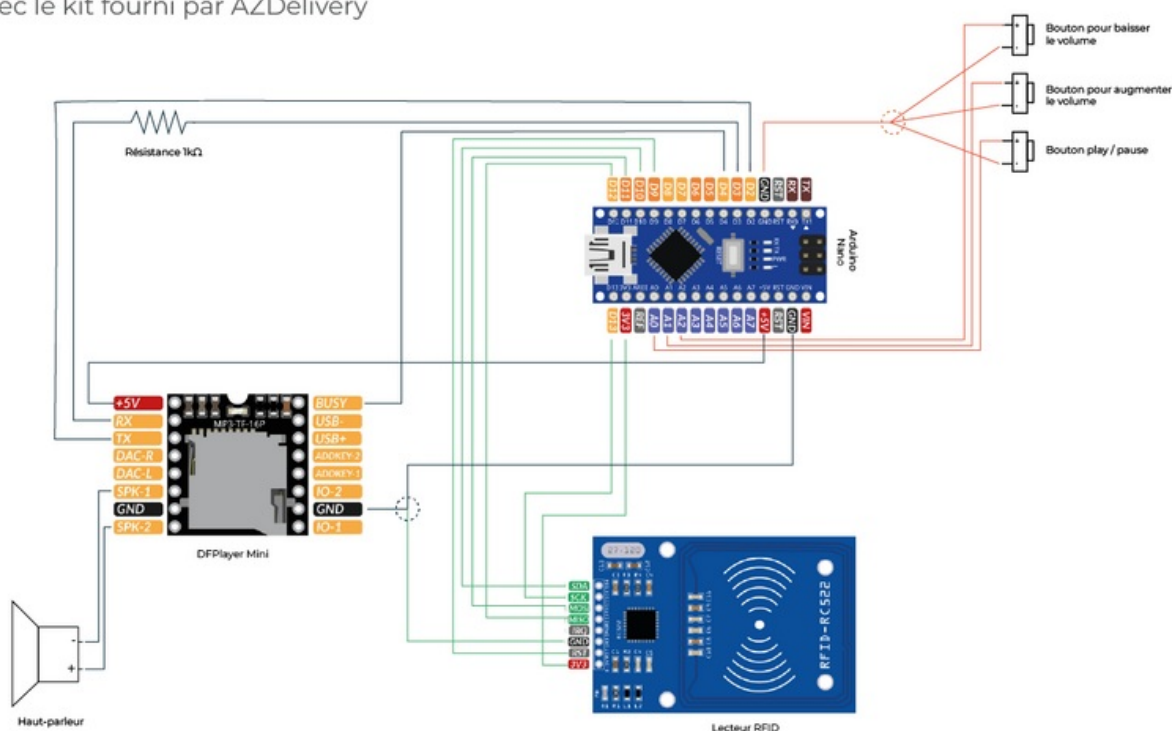 ec le kit fourni par AZDelivery
Bouton pour baisser
le volume
Bouton pour augmenter
le volume
Bouton play / pause
Résistance 1kΩ
D12 D11 D10 D9 D8 D7 D6 D5 D4 D3 D2 GND RST RX TX
Arduino
Nano
D13 3V3 REF A0 A1 A2 A3 A4 A5 A6 A7 +5V RST GND VIN
+5V
RX
TX
DAC-R
DAC-L
SPK-1
GND
SPK-2
MP3-TF-16P
BUSY
USB-
USB+
ADDKEY-2
ADDKEY-1
IO-2
GND
IO-1
DFPlayer Mini
-
+
Haut-parleur
SDA
SCK
MOSI
MISO
IRQ
GND
RST
3V3
RFID-RC522
Lecteur RFID